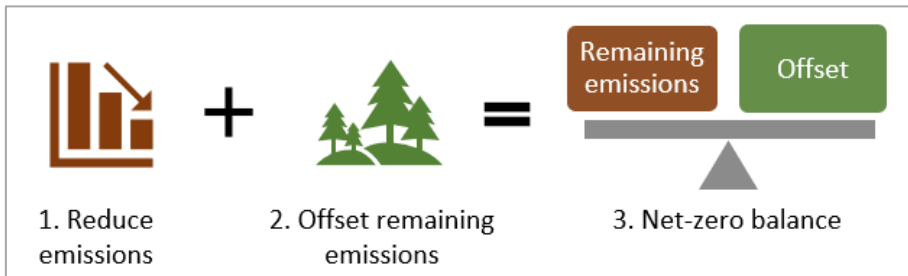 Remaining
emissions
Offset
+
=
1. Reduce
emissions
2. Offset remaining
emissions
3. Net-zero balance